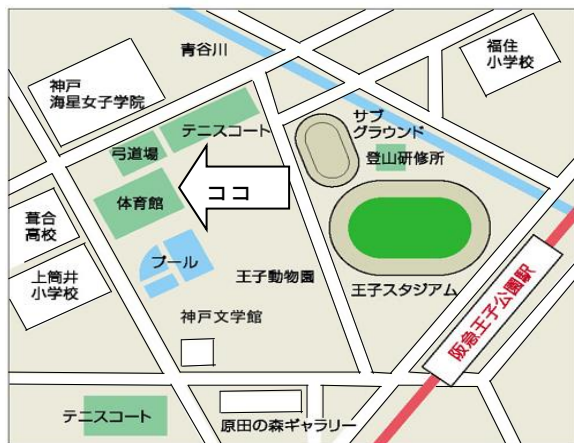 青谷川
福住
小学校
神戸
海星女子学院
テニスコート
サブ
グラウンド
弓道場
登山研修所
体育館
ココ
葺合
高校
プール
王子動物園
上筒井
小学校
王子スタジアム
阪急王子公園駅
神戸文学館
テニスコート
原田の森ギャラリー